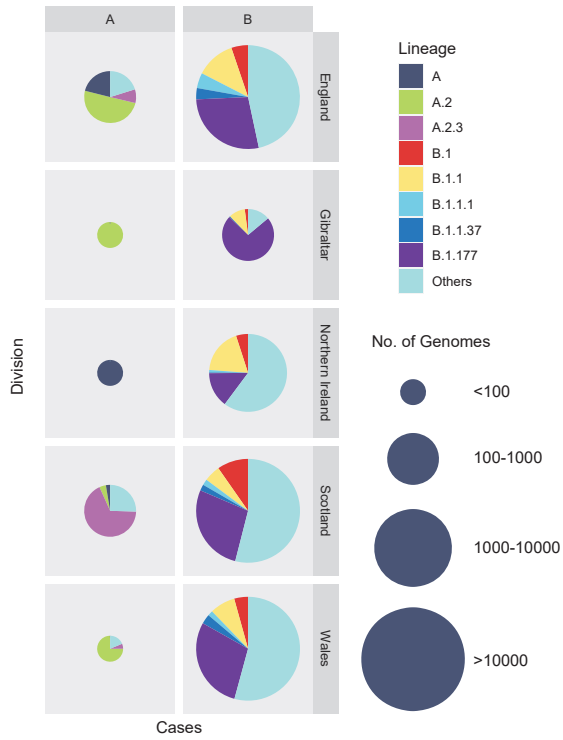 A
B
England
Gibraltar
Northern Ireland
Scotland
Wales
Division
Cases
Lineage
A
A.2
A.2.3
B.1
B.1.1
B.1.1.1
B.1.1.37
B.1.177
Others
No. of Genomes
<100
100-1000
1000-10000
>10000